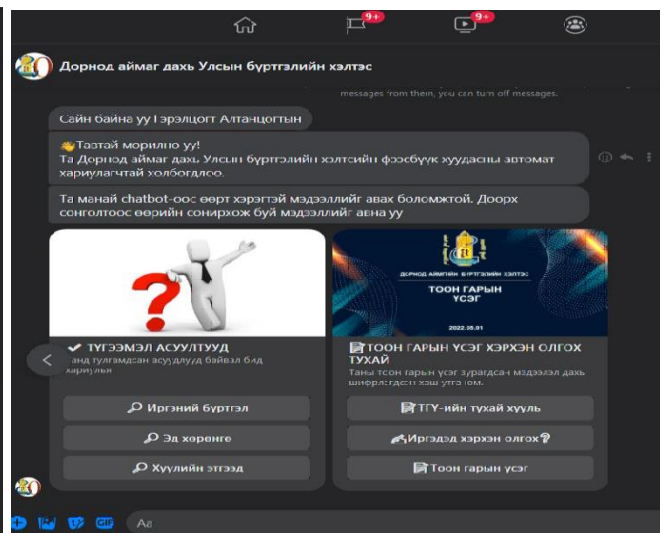 9+
9+
Дорнод аймаг дахь Улсын бүртгэлийн хэлтэс
messages from them, you can turn off messages.
Сайн байна уу Гэрэлцогт Алтанцогтын
👋Тавтай морилно уу!
Та Дорнод аймаг дахь Улсын бүртгэлийн хэлтсийн фэйсбүүк хуудасны автомат
хариулагчтай холбогдлоо.
Та манай chatbot-оос өөрт хэрэгтэй мэдээллийг авах боломжтой. Доорх
сонголтоос өөрийн сонирхож буй мэдээллийг авна уу
✔ ТҮГЭЭМЭЛ АСУУЛТУУД
Танд тулгамдсан асуудлууд байвал бид
хариулъя
🔎 Иргэний бүртгэл
🔎 Эд хөрөнгө
🔎 Хуулийн этгээд
ДОРНОД АЙМГИЙН БҮРТГЭЛИЙН ХЭЛТЭС
ТООН ГАРЫН
ҮСЭГ
2022.05.01
📝ТООН ГАРЫН ҮСЭГ ХЭРХЭН ОЛГОХ
ТУХАЙ
Таны тоон гарын үсэг зурагдсан мэдээлэл дахь
шифрлэгдсэн хаш утга юм.
📝ТГҮ-ийн тухай хууль
✍Иргэдэд хэрхэн олгох❓
📝Тоон гарын үсэг
GIF
Aa